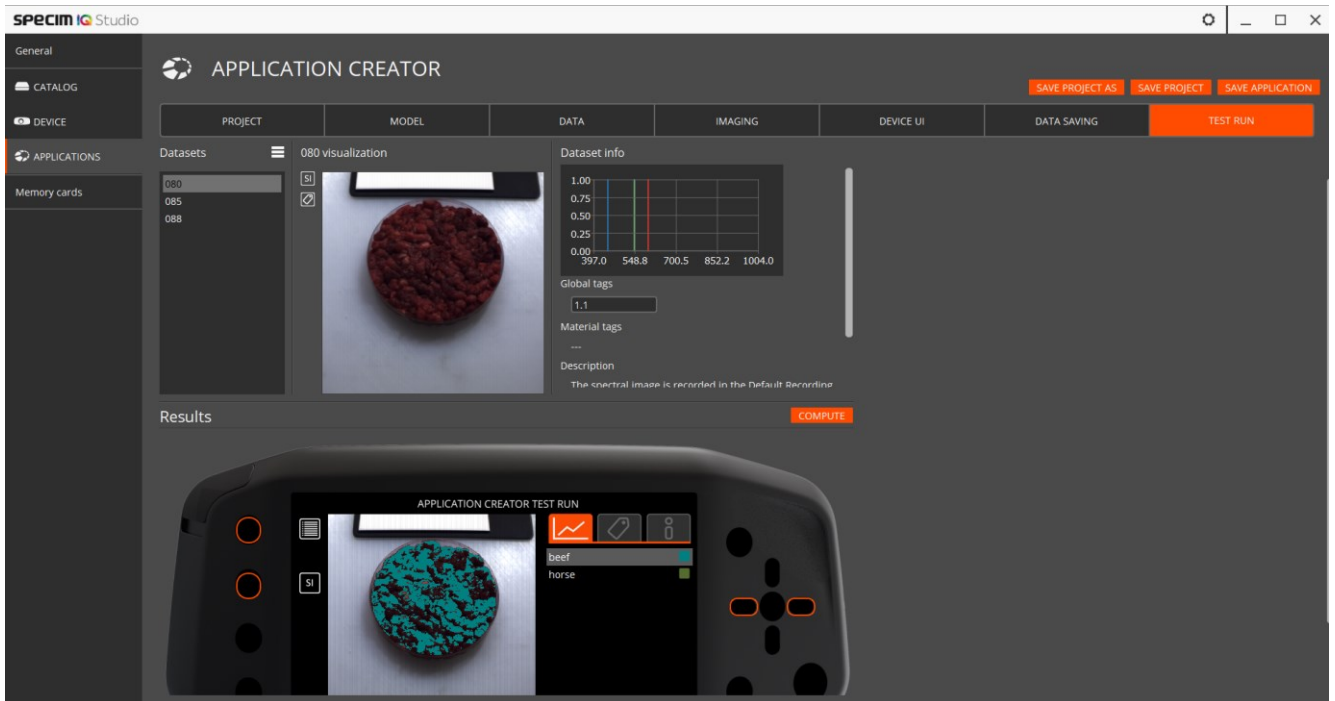 SPECIM IQ Studio
General
CATALOG
DEVICE
APPLICATIONS
Memory cards
APPLICATION CREATOR
SAVE PROJECT AS SAVE PROJECT SAVE APPLICATION
PROJECT MODEL DATA IMAGING DEVICE UI DATA SAVING TEST RUN
Datasets
080
085
088
080 visualization
SI
Dataset info
1.00
0.75
0.50
0.25
0.00
397.0 548.8 700.5 852.2 1004.0
Global tags
1.1
Material tags
---
Description
The spectral image is recorded in the Default Recording
Results
COMPUTE
APPLICATION CREATOR TEST RUN
SI
beef
horse